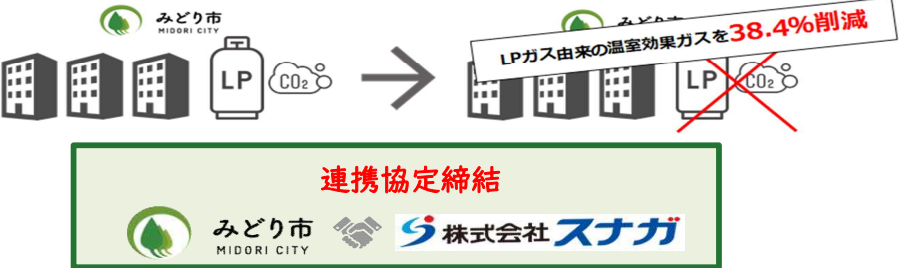 みどり市
MIDORI CITY
LP
CO₂
みどり市
LPガス由来の温室効果ガスを38.4%削減
LP
CO₂
連携協定締結
みどり市
MIDORI CITY
株式会社スナガ